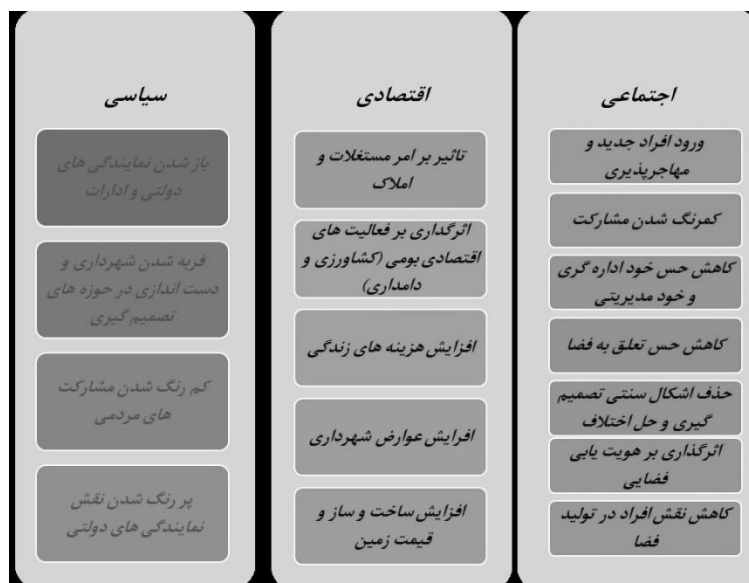 اجتماعی
ورود افراد جدید و
مهاجرپذیری
کمرنگ شدن مشارکت
کاهش حس خود اداره گری
و خود مدیریتی
کاهش حس تعلق به فضا
حذف اشکال سنتی تصمیم
گیری و حل اختلاف
اثرگذاری بر هویت یابی
فضایی
کاهش نقش افراد در تولید
فضا
اقتصادی
تاثیر بر امر مستغلات و
املاک
اثرگداری بر فعالیت های
اقتصادی بومی (کشاورزی و
دامداری)
افزایش هزینه های زندگی
افرایش عوارض شهرداری
افزایش ساخت و ساز و
قیمت زمین
سیاسی
باز شدن نمایندگی های
دولتی و ادارات
فربه شدن شهرداری و
دست اندازی در حوزه های
تصمیم گیری
کم رنگ شدن مشارکت
های مردمی
پر رنگ شدن نقش
نمایندگی های دولتی